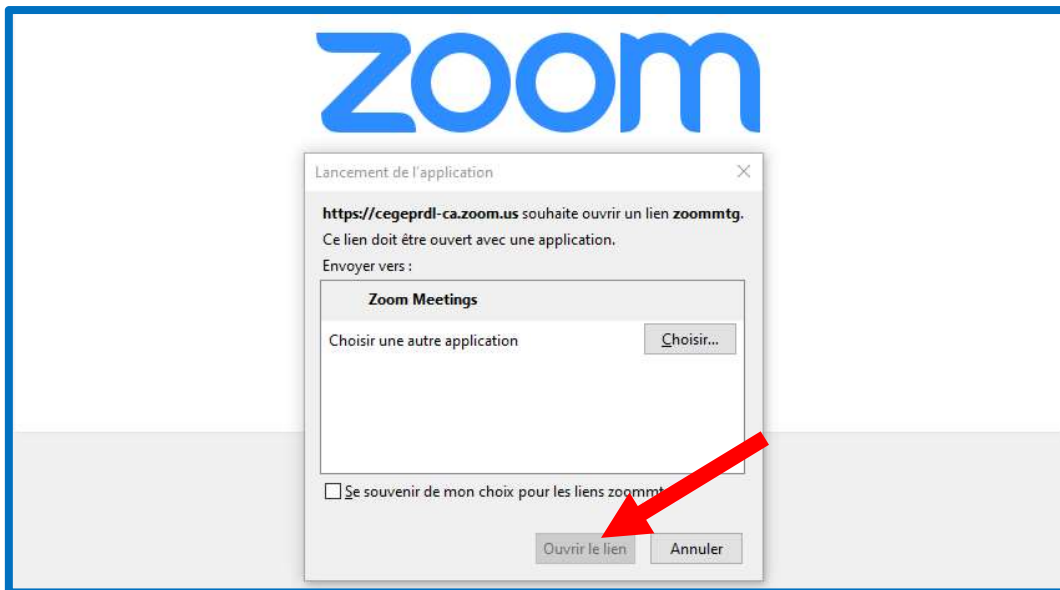 zoom
Lancement de l'application
https://cegeprdl-ca.zoom.us souhaite ouvrir un lien zoommtg.
Ce lien doit être ouvert avec une application.
Envoyer vers :
Zoom Meetings
Choisir une autre application
Choisir...
Se souvenir de mon choix pour les liens
Ouvrir le lien
Annuler